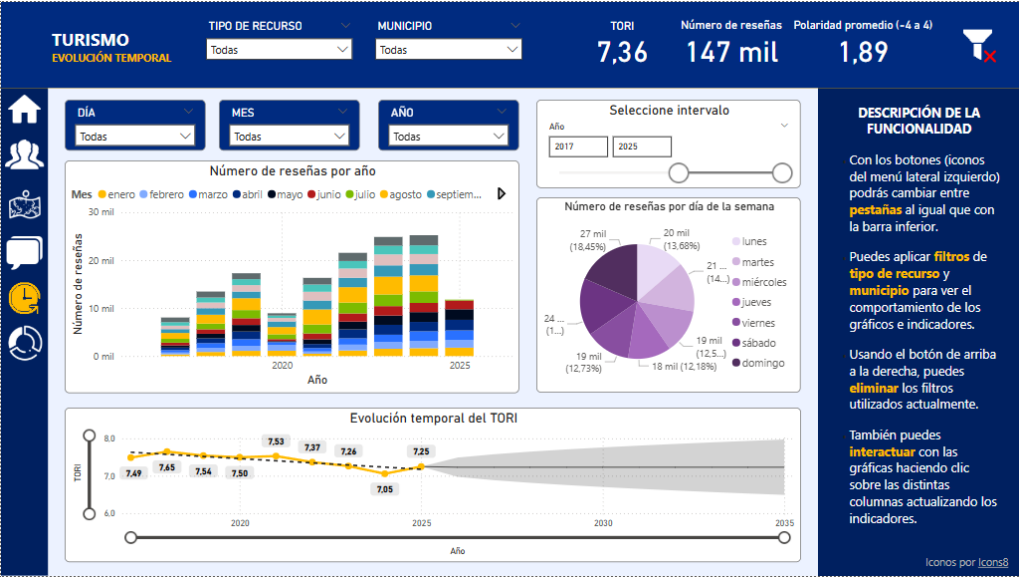 TURISMO
EVOLUCIÓN TEMPORAL
TIPO DE RECURSO
Todas
MUNICIPIO
Todas
TORI
7,36
Número de reseñas
147 mil
Polaridad promedio (-4 a 4)
1,89
DÍA
Todas
MES
Todas
AÑO
Todas
Seleccione intervalo
Año
2017
2025
Número de reseñas por año
Mes enero febrero marzo abril mayo junio julio agosto septiem...
Número de reseñas
30 mil
20 mil
10 mil
0 mil
2020
2025
Año
Número de reseñas por día de la semana
27 mil
(18,45%)
20 mil
(13,68%)
21 ...
(14...)
19 mil
(12,5...)
18 mil (12,18%)
19 mil
(12,73%)
24 ...
(1...)
lunes
martes
miércoles
jueves
viernes
sábado
domingo
Evolución temporal del TORI
TORI
8.0
7.0
6.0
7,49
7,65
7,54
7,50
7,53
7,37
7,26
7,05
7,25
2020
2025
2030
2035
Año
DESCRIPCIÓN DE LA
FUNCIONALIDAD
Con los botones (iconos
del menú lateral izquierdo)
podrás cambiar entre
pestañas al igual que con
la barra inferior.
Puedes aplicar filtros de
tipo de recurso y
municipio para ver el
comportamiento de los
gráficos e indicadores.
Usando el botón de arriba
a la derecha, puedes
eliminar los filtros
utilizados actualmente.
También puedes
interactuar con las
gráficas haciendo clic
sobre las distintas
columnas actualizando los
indicadores.
Iconos por Icons8